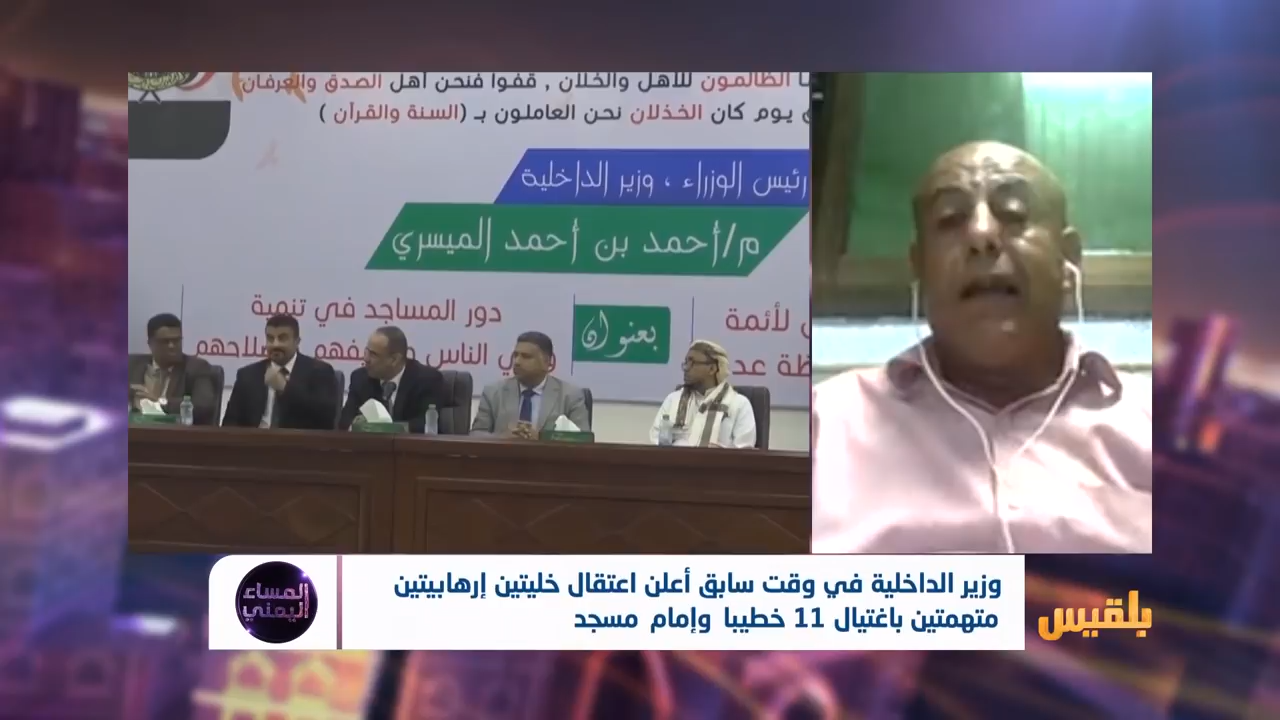 الظالمون للأهل والخلان , قفوا فنحن أهل الصدق والعرفان
يوم كان الخذلان نحن العاملون بـ (السنة والقرآن )
رئيس الوزراء ، وزير الداخلية
م/أحمد بن أحمد الميسري
لأئمة
بعنوان
دور المساجد في تنمية
الناس
وزير الداخلية في وقت سابق أعلن اعتقال خليتين إرهابيتين
متهمتين باغتيال 11 خطيبا وإمام مسجد
المساء
اليمني
بلقيس